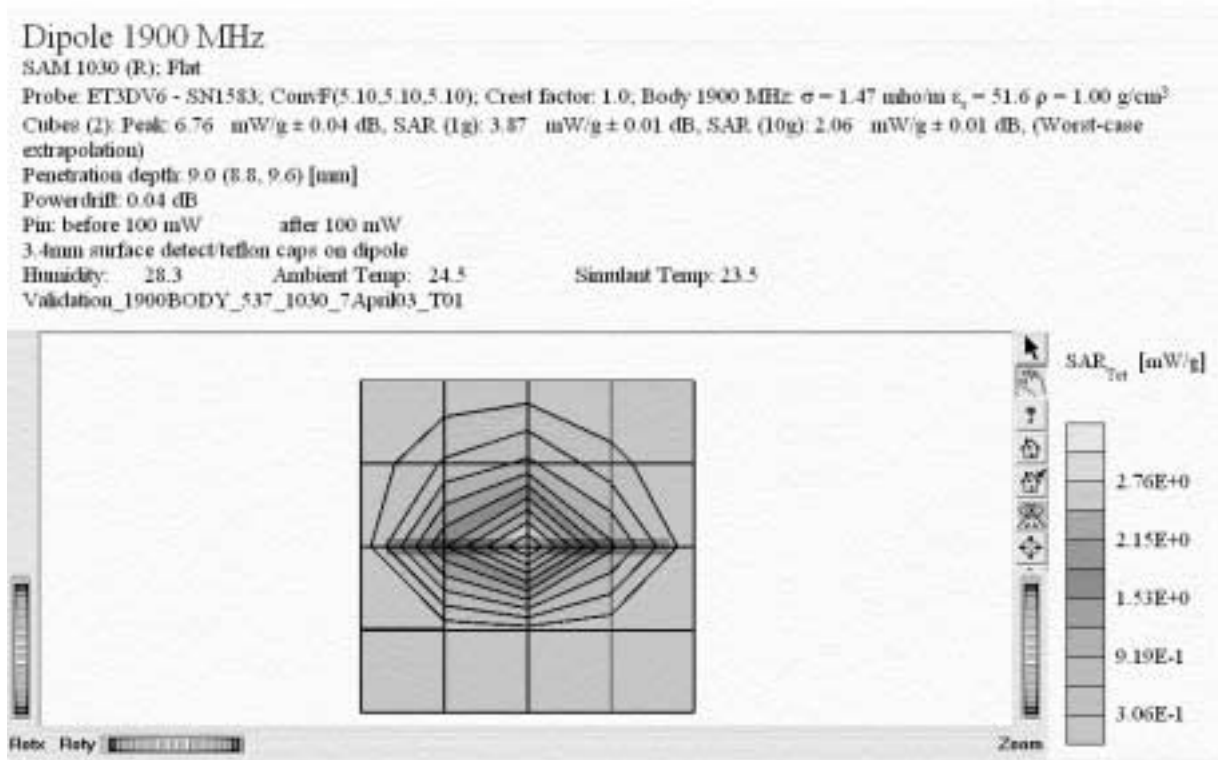 Dipole 1900 MHz
SAM 1030 (R); Flat
Probe: ET3DV6 - SN1583; ConvF(5.10,5.10,5.10); Crest factor: 1.0; Body 1900 MHz: σ = 1.47 mho/m εr = 51.6 ρ = 1.00 g/cm³
Cubes (2): Peak: 6.76 mW/g ± 0.04 dB, SAR (1g): 3.87 mW/g ± 0.01 dB, SAR (10g): 2.06 mW/g ± 0.01 dB, (Worst-case
extrapolation)
Penetration depth: 9.0 (8.8, 9.6) [mm]
Powerdrift: 0.04 dB
Pin: before 100 mW after 100 mW
3.4mm surface detect/teflon caps on dipole
Humidity: 28.3 Ambient Temp: 24.5 Simulant Temp: 23.5
Validation_1900BODY_537_1030_7April03_T01
SAR Tot [mW/g]
2.76E+0
2.15E+0
1.53E+0
9.19E-1
3.06E-1
Rotx Roty
Zoom